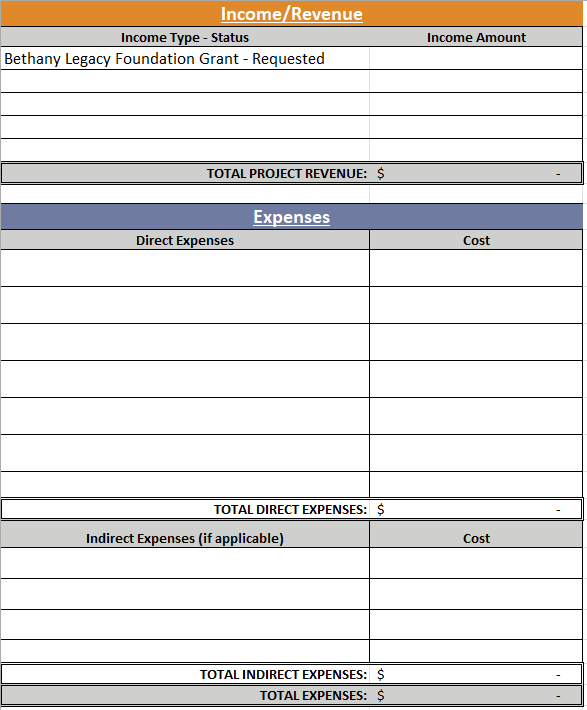 Income/Revenue
Income Type - Status Income Amount
Bethany Legacy Foundation Grant - Requested
TOTAL PROJECT REVENUE: $ -
Expenses
Direct Expenses Cost
TOTAL DIRECT EXPENSES: $ -
Indirect Expenses (if applicable) Cost
TOTAL INDIRECT EXPENSES: $ -
TOTAL EXPENSES: $ -